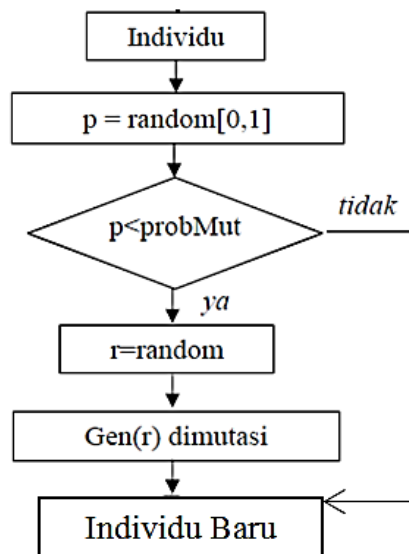 Individu
p = random[0,1]
p<probMut
tidak
ya
r=random
Gen(r) dimutasi
Individu Baru